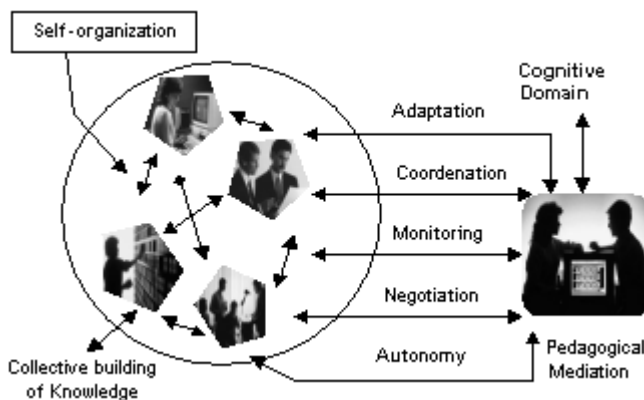 Self-organization
Cognitive
Domain
Adaptation
Coordenation
Monitoring
Negotiation
Autonomy
Pedagogical
Mediation
Collective building
of Knowledge